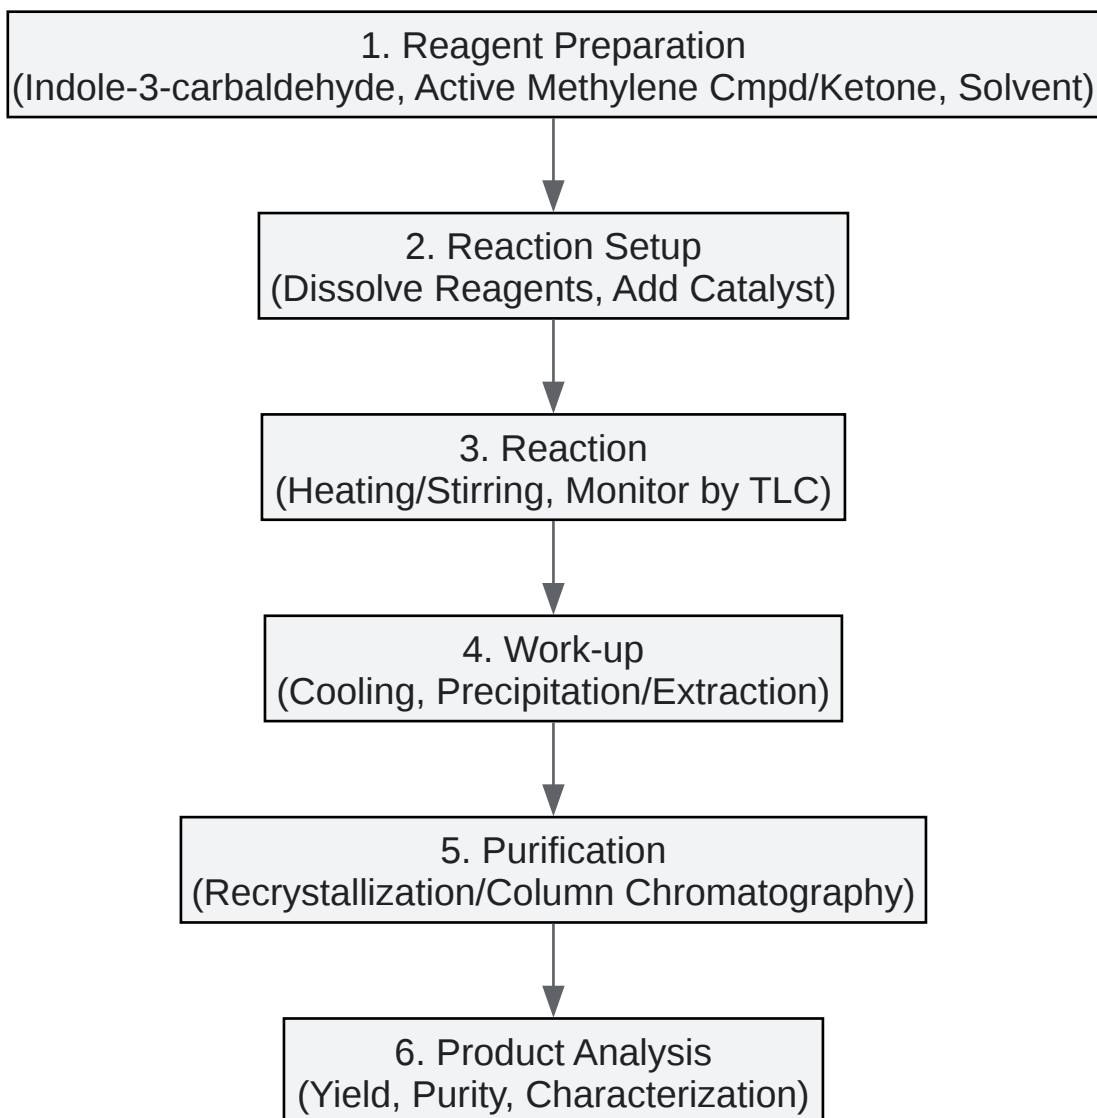 1. Reagent Preparation
(Indole-3-carbaldehyde, Active Methylene Cmpd/Ketone, Solvent)
2. Reaction Setup
(Dissolve Reagents, Add Catalyst)
3. Reaction
(Heating/Stirring, Monitor by TLC)
4. Work-up
(Cooling, Precipitation/Extraction)
5. Purification
(Recrystallization/Column Chromatography)
6. Product Analysis
(Yield, Purity, Characterization)